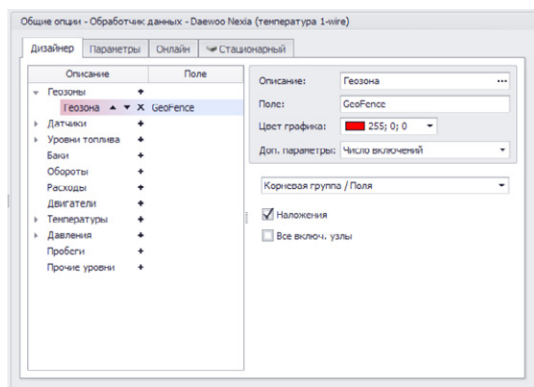 Общие опции - Обработчик данных - Daewoo Nexia (температура 1-wire)
Дизайнер Параметры Онлайн Стационарный
Описание Поле
Геозоны
Геозона GeoFence
Датчики
Уровни топлива
Баки
Обороты
Расходы
Двигатели
Температуры
Давления
Пробеги
Прочие уровни
Описание: Геозона ...
Поле: GeoFence
Цвет графика: 255; 0; 0
Доп. параметры: Число включений
Корневая группа / Поля
Наложения
Все включ. узлы